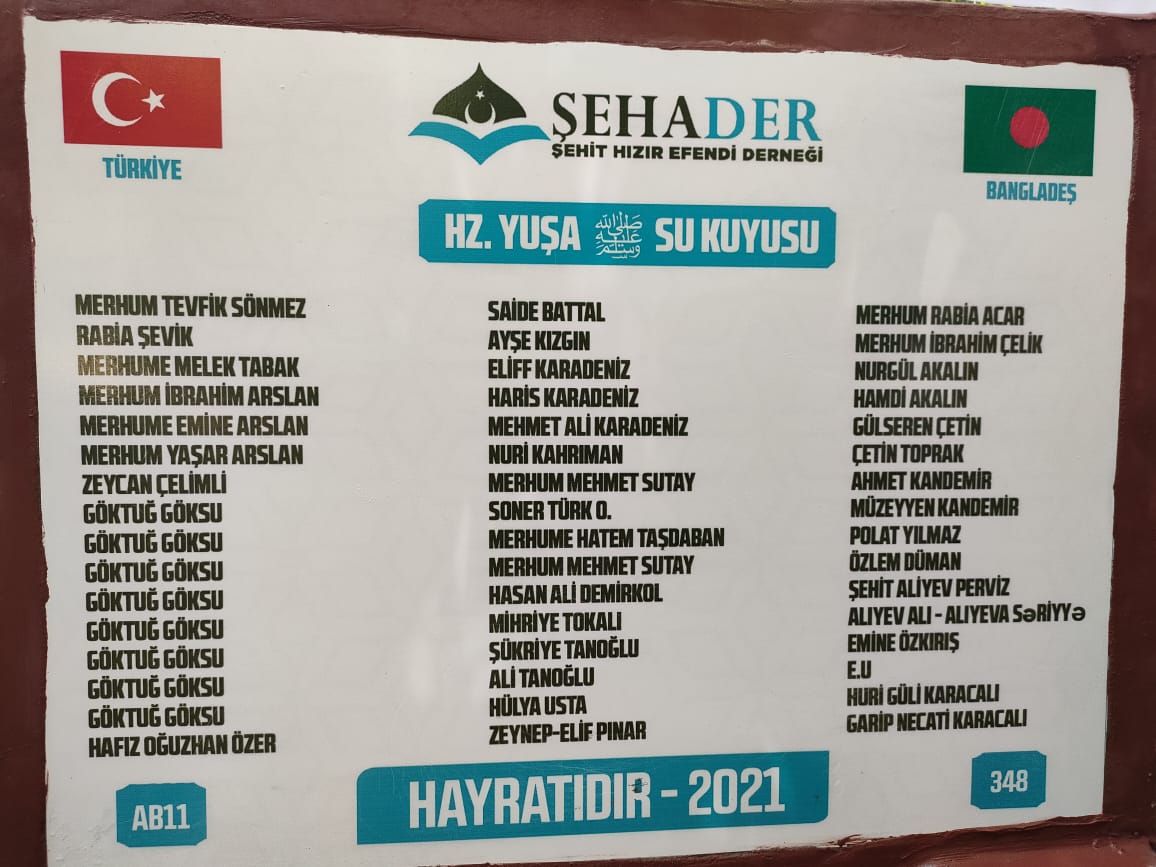 TÜRKİYE
ŞEHADER
ŞEHİT HIZIR EFENDİ DERNEĞİ
BANGLADEŞ
HZ. YUŞA ﷺ SU KUYUSU
MERHUM TEVFİK SÖNMEZ
RABİA ŞEVİK
MERHUME MELEK TABAK
MERHUM İBRAHİM ARSLAN
MERHUME EMİNE ARSLAN
MERHUM YAŞAR ARSLAN
ZEYCAN ÇELİMLİ
GÖKTUĞ GÖKSU
GÖKTUĞ GÖKSU
GÖKTUĞ GÖKSU
GÖKTUĞ GÖKSU
GÖKTUĞ GÖKSU
GÖKTUĞ GÖKSU
GÖKTUĞ GÖKSU
GÖKTUĞ GÖKSU
HAFIZ OĞUZHAN ÖZER
SAİDE BATTAL
AYŞE KIZGIN
ELİFF KARADENİZ
HARİS KARADENİZ
MEHMET ALİ KARADENİZ
NURİ KAHRIMAN
MERHUM MEHMET SUTAY
SONER TÜRK O.
MERHUME HATEM TAŞDABAN
MERHUM MEHMET SUTAY
HASAN ALİ DEMİRKOL
MİHRİYE TOKALI
ŞÜKRİYE TANOĞLU
ALİ TANOĞLU
HÜLYA USTA
ZEYNEP-ELİF PINAR
MERHUM RABİA ACAR
MERHUM İBRAHİM ÇELİK
NURGÜL AKALIN
HAMDİ AKALIN
GÜLSEREN ÇETİN
ÇETİN TOPRAK
AHMET KANDEMİR
MÜZEYYEN KANDEMİR
POLAT YILMAZ
ÖZLEM DÜMAN
ŞEHİT ALİYEV PERVİZ
ALIYEV ALI - ALIYEVA SƏRİYYƏ
EMİNE ÖZKIRIŞ
E.U
HURİ GÜLİ KARACALI
GARİP NECATİ KARACALI
AB11
HAYRATIDIR - 2021
348